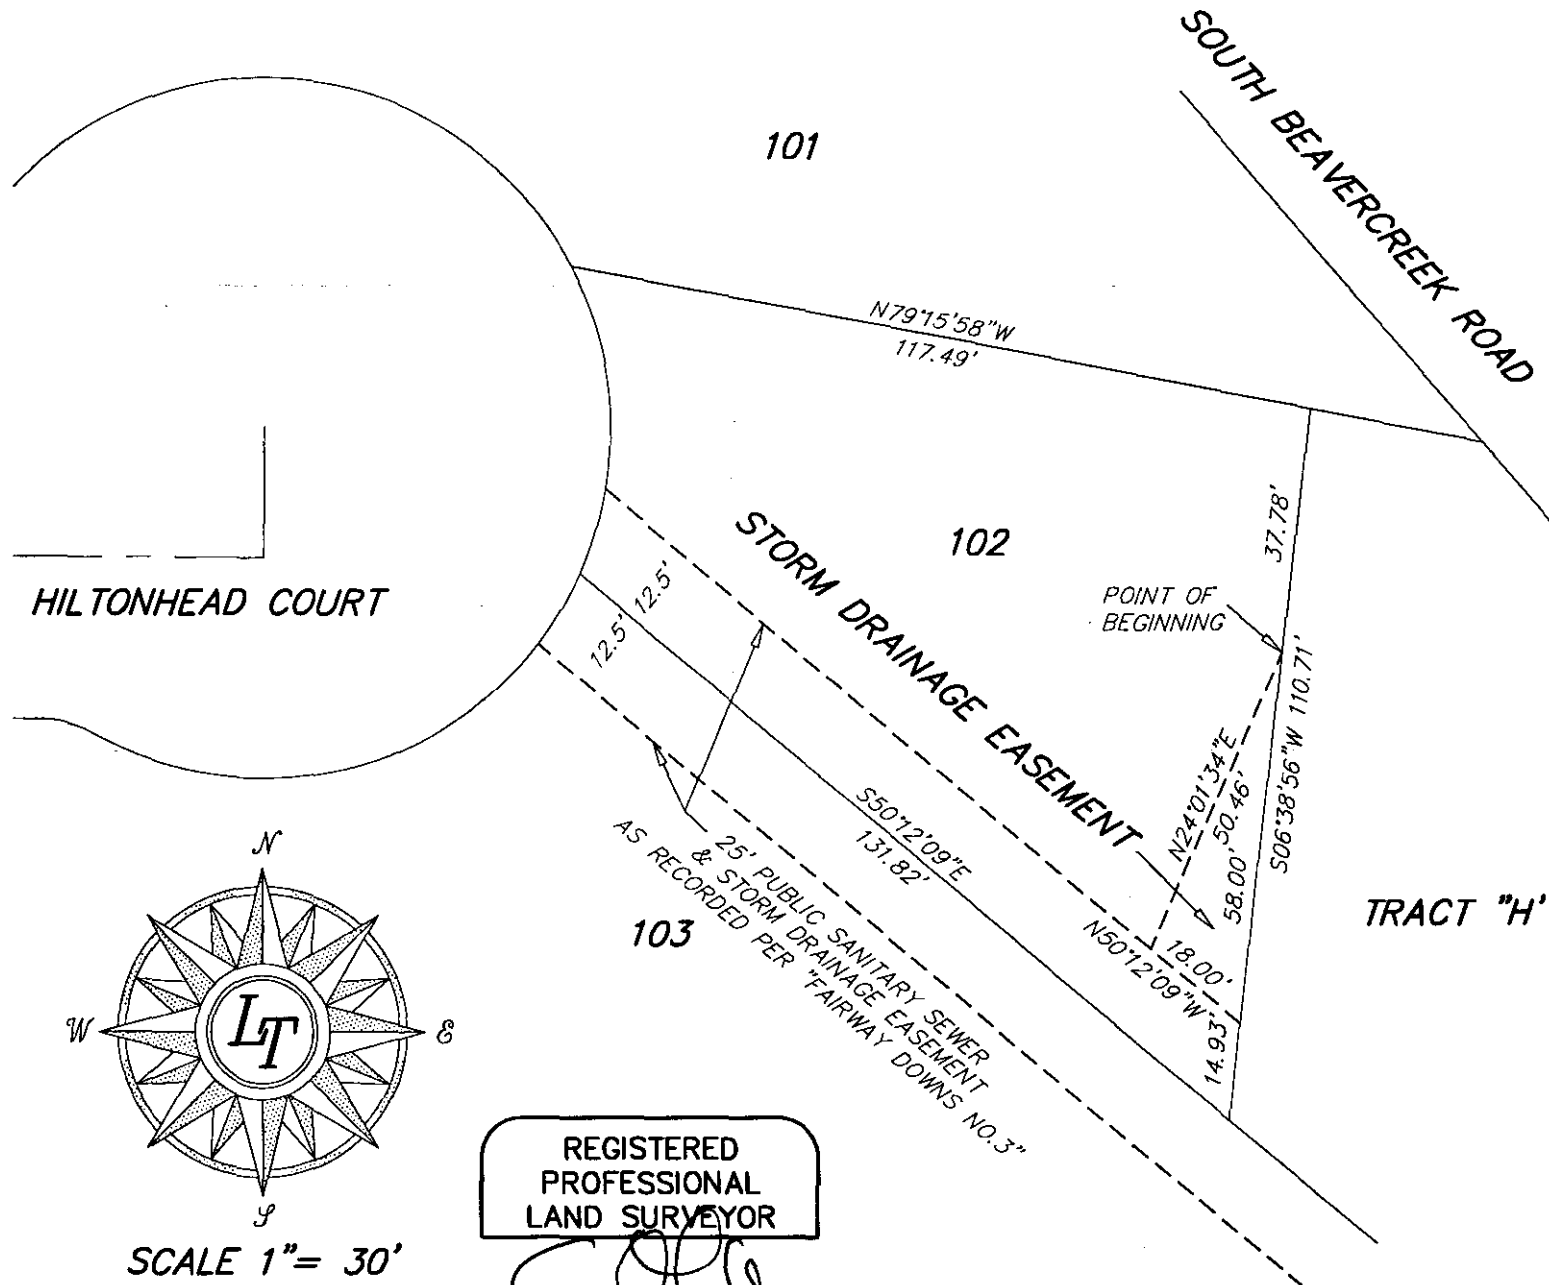 SOUTH BEAVERCREEK ROAD
101
N79°15'58"W
117.49'
37.78'
102
STORM DRAINAGE EASEMENT
POINT OF
BEGINNING
HILTONHEAD COURT
12.5'
12.5'
S06°38'56"W 110.71'
N24°01'34"E
50.46'
58.00'
S50°12'09"E
131.82'
25' PUBLIC SANITARY SEWER
& STORM DRAINAGE EASEMENT
AS RECORDED PER "FAIRWAY DOWNS NO.3"
103
TRACT "H"
18.00'
N50°12'09"W
14.93'
N
W
E
S
LT
SCALE 1"= 30'
REGISTERED
PROFESSIONAL
LAND SURVEYOR